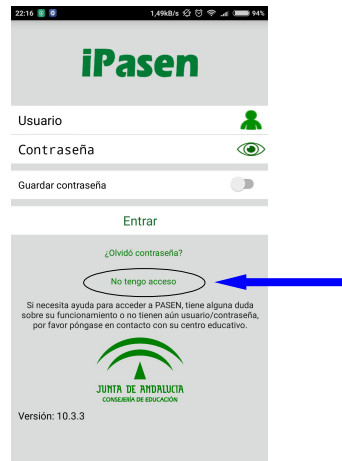 22:16 1,49kB/s 94%
iPasen
Usuario
Contraseña
Guardar contraseña
Entrar
¿Olvidó contraseña?
No tengo acceso
Si necesita ayuda para acceder a PASEN, tiene alguna duda
sobre su funcionamiento o no tienen aún usuario/contraseña,
por favor póngase en contacto con su centro educativo.
JUNTA DE ANDALUCIA
CONSEJERÍA DE EDUCACIÓN
Versión: 10.3.3